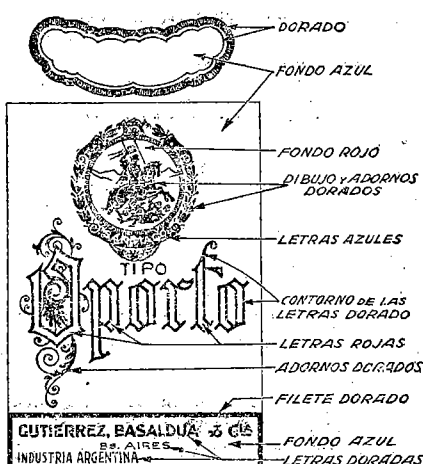 DORADO
FONDO AZUL
FONDO ROJO
DIBUJO Y ADORNOS
DORADOS
LETRAS AZULES
TIPO
Oporto
CONTORNO DE LAS
LETRAS DORADO
LETRAS ROJAS
ADORNOS DORADOS
FILETE DORADO
GUTIERREZ, BASALDUA & Cía
BS. AIRES
INDUSTRIA ARGENTINA
FONDO AZUL
LETRAS DORADAS